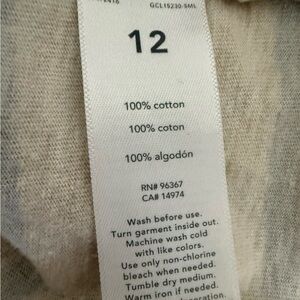 GCL15230-SML
12
100% cotton
100% coton
100% algodón
RN# 96367
CA# 14974
Wash before use.
Turn garment inside out.
Machine wash cold
with like colors.
Use only non-chlorine
bleach when needed.
Tumble dry medium.
Warm iron if needed.